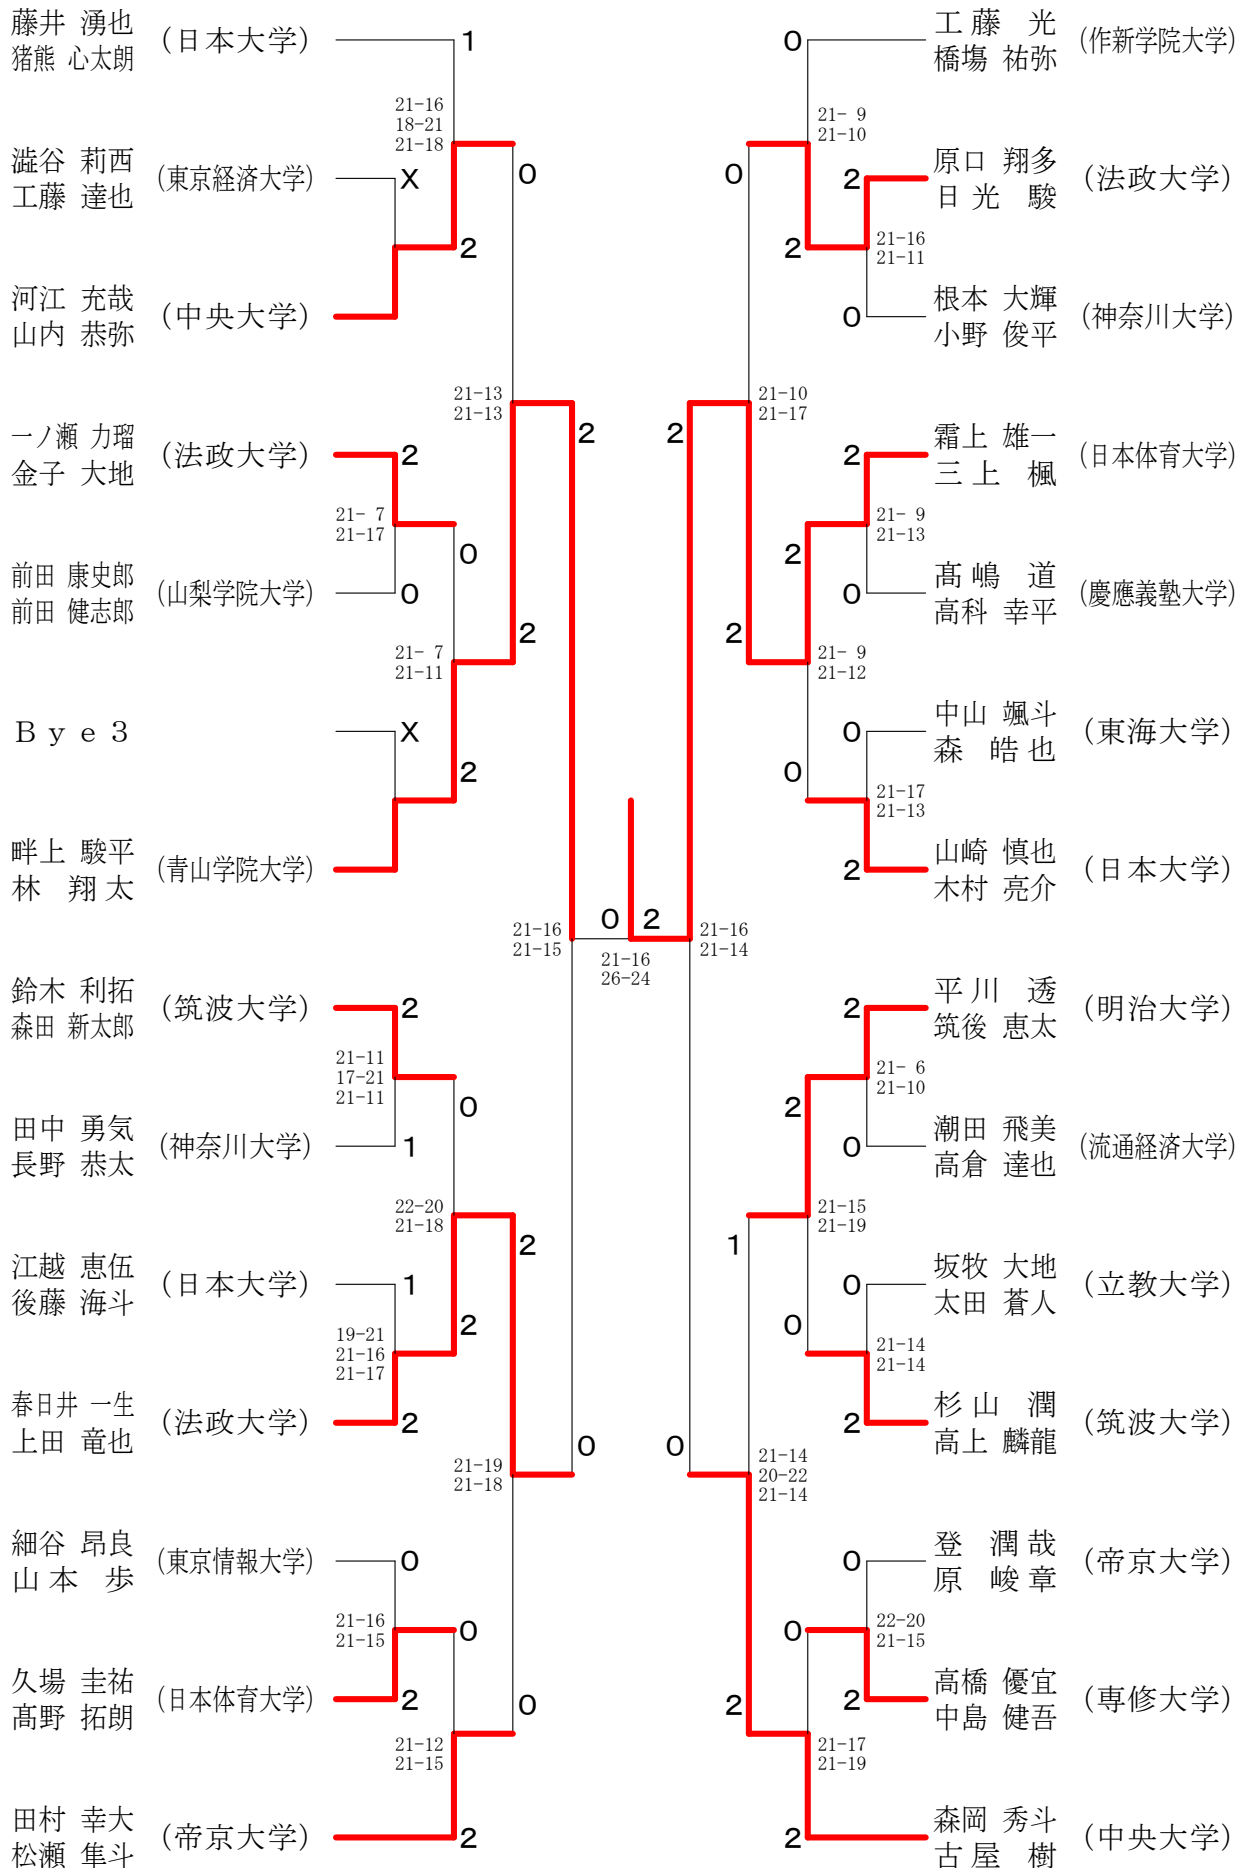 藤井 湧也
猪熊 心太朗
(日本大学)
1
21-16
18-21
21-18
0
澁谷 莉西
工藤 達也
(東京経済大学)
X
2
河江 充哉
山内 恭弥
(中央大学)
21-13
21-13
2
一ノ瀬 力瑠
金子 大地
(法政大学)
2
21- 7
21-17
0
前田 康史郎
前田 健志郎
(山梨学院大学)
0
2
21- 7
21-11
Bye3
X
2
畔上 駿平
林 翔太
(青山学院大学)
21-16
21-15
0
2
21-16
26-24
鈴木 利拓
森田 新太郎
(筑波大学)
2
21-11
17-21
21-11
0
田中 勇気
長野 恭太
(神奈川大学)
1
22-20
21-18
2
江越 恵伍
後藤 海斗
(日本大学)
1
19-21
21-16
21-17
2
春日井 一生
上田 竜也
(法政大学)
2
0
21-19
21-18
細谷 昂良
山本 歩
(東京情報大学)
0
21-16
21-15
0
久場 圭祐
髙野 拓朗
(日本体育大学)
2
0
21-12
21-15
田村 幸大
松瀬 隼斗
(帝京大学)
2
0
工藤 光
橋塲 祐弥
(作新学院大学)
21- 9
21-10
0
2
原口 翔多
日光 駿
(法政大学)
2
21-16
21-11
0
根本 大輝
小野 俊平
(神奈川大学)
21-10
21-17
2
2
霜上 雄一
三上 楓
(日本体育大学)
21- 9
21-13
2
0
髙嶋 道
高科 幸平
(慶應義塾大学)
2
21- 9
21-12
0
中山 颯斗
森 皓也
(東海大学)
0
21-17
21-13
2
山崎 慎也
木村 亮介
(日本大学)
21-16
21-14
2
平川 透
筑後 恵太
(明治大学)
21- 6
21-10
2
0
潮田 飛美
高倉 達也
(流通経済大学)
21-15
21-19
1
0
坂牧 大地
太田 蒼人
(立教大学)
0
21-14
21-14
2
杉山 潤
高上 麟龍
(筑波大学)
0
21-14
20-22
21-14
0
登 潤哉
原 峻章
(帝京大学)
0
22-20
21-15
2
高橋 優宜
中島 健吾
(専修大学)
2
21-17
21-19
2
森岡 秀斗
古屋 樹
(中央大学)